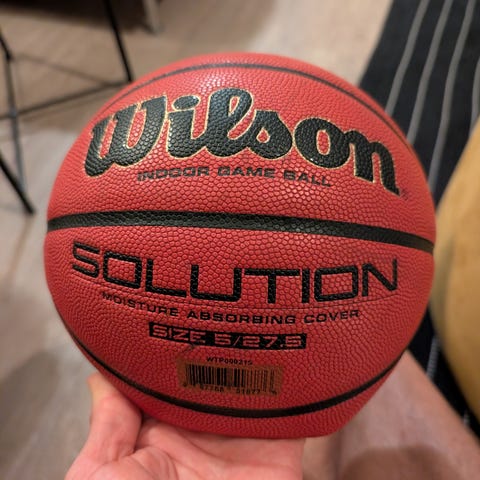 Wilson
INDOOR GAME BALL
SOLUTION
MOISTURE ABSORBING COVER
SIZE 5/27.5
WTP000215